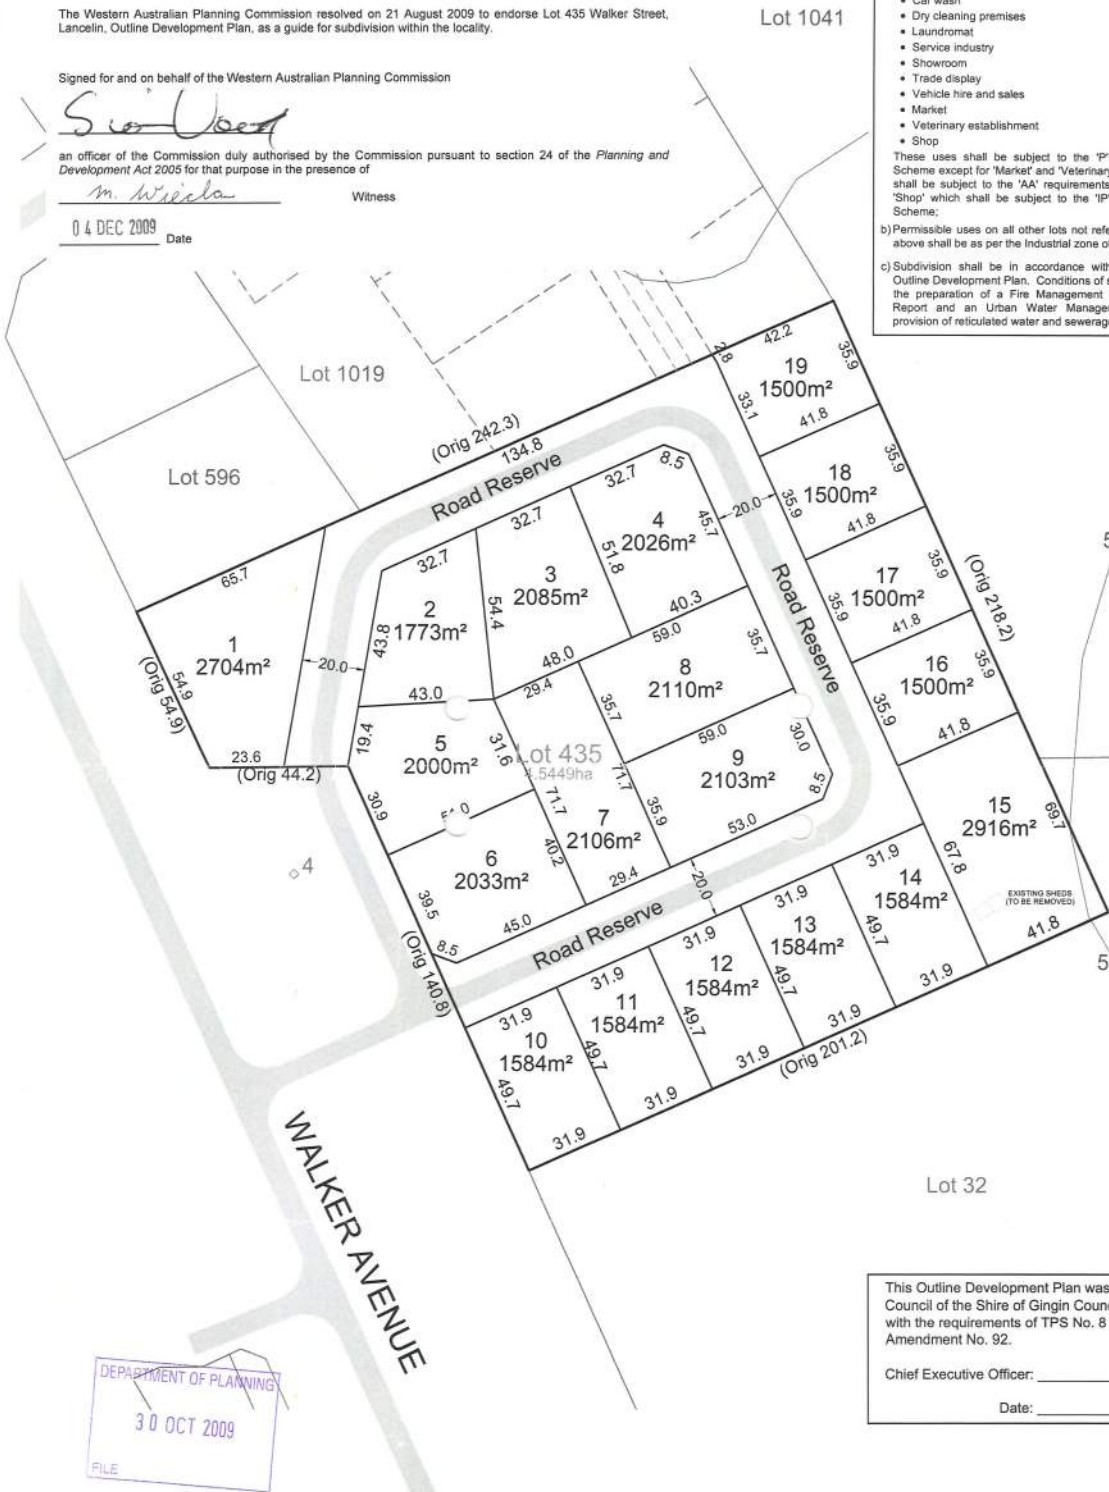 The Western Australian Planning Commission resolved on 21 August 2009 to endorse Lot 435 Walker Street,
Lancelin, Outline Development Plan, as a guide for subdivision within the locality.
Signed for and on behalf of the Western Australian Planning Commission
an officer of the Commission duly authorised by the Commission pursuant to section 24 of the Planning and
Development Act 2005 for that purpose in the presence of
Witness
04 DEC 2009
Date
Lot 1041
• Car wash
• Dry cleaning premises
• Laundromat
• Service industry
• Showroom
• Trade display
• Vehicle hire and sales
• Market
• Veterinary establishment
• Shop
These uses shall be subject to the 'P'
Scheme except for 'Market' and 'Veterinary
shall be subject to the 'AA' requirements
'Shop' which shall be subject to the 'IP'
Scheme;
b) Permissible uses on all other lots not refe
above shall be as per the Industrial zone o
c) Subdivision shall be in accordance with
Outline Development Plan. Conditions of s
the preparation of a Fire Management
Report and an Urban Water Manage
provision of reticulated water and sewerag
Lot 1019
Lot 596
(Orig 242.3)
134.8
2.8
42.2
35.9
19
1500m²
33.1
41.8
35.9
18
1500m²
35.9
41.8
35.9
17
1500m²
35.9
41.8
(Orig 218.2)
35.9
16
1500m²
35.9
41.8
15
2916m²
69.7
67.8
EXISTING SHEDS
(TO BE REMOVED)
41.8
5
5
65.7
1
2704m²
54.9
(Orig 54.9)
23.6
(Orig 44.2)
20.0
Road Reserve
32.7
2
1773m²
43.8
43.0
54.4
32.7
3
2085m²
48.0
51.8
32.7
8.5
4
2026m²
45.7
40.3
20.0
Road Reserve
59.0
8
2110m²
35.7
35.7
29.4
59.0
9
2103m²
30.0
8.5
53.0
19.4
5
2000m²
31.6
30.9
Lot 435
4.5449ha
71.7
71.7
7
2106m²
35.9
29.4
6
2033m²
40.2
39.5
45.0
8.5
20.0
Road Reserve
(Orig 140.8)
4
31.9
10
1584m²
49.7
31.9
31.9
11
1584m²
49.7
31.9
31.9
12
1584m²
49.7
31.9
31.9
13
1584m²
49.7
31.9
31.9
14
1584m²
49.7
31.9
(Orig 201.2)
Lot 32
WALKER AVENUE
This Outline Development Plan was
Council of the Shire of Gingin Counc
with the requirements of TPS No. 8
Amendment No. 92.
Chief Executive Officer:
Date:
DEPARTMENT OF PLANNING
30 OCT 2009
FILE